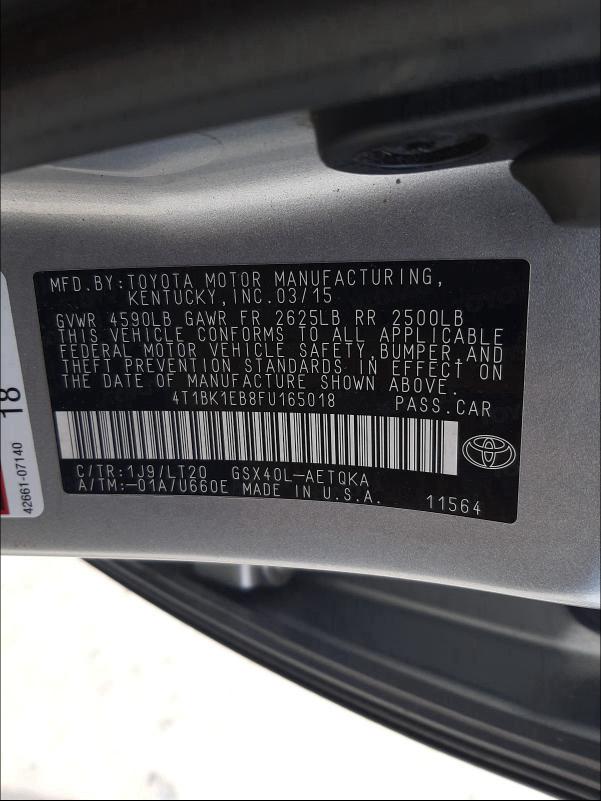 MFD.BY:TOYOTA MOTOR MANUFACTURING,
KENTUCKY, INC.03/15
GVWR 4590LB GAWR FR 2625LB RR 2500LB
THIS VEHICLE CONFORMS TO ALL APPLICABLE
FEDERAL MOTOR VEHICLE SAFETY,BUMPER,AND
THEFT PREVENTION STANDARDS IN EFFECT ON
THE DATE OF MANUFACTURE SHOWN ABOVE.
4T1BK1EB8FU165018 PASS.CAR
C/TR:1J9/LT20 GSX40L-AETQKA
A/TM:-01A/U660E MADE IN U.S.A. 11564
18
42661-07140